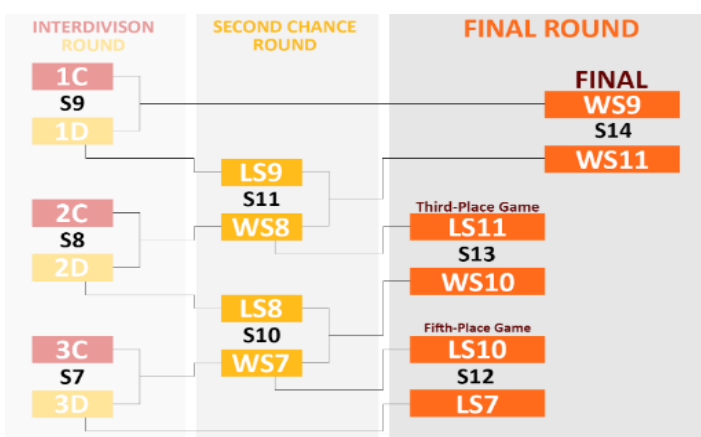 INTERDIVISON
ROUND
1C
S9
1D
2C
S8
2D
3C
S7
3D
SECOND CHANCE
ROUND
LS9
S11
WS8
LS8
S10
WS7
FINAL ROUND
FINAL
WS9
S14
WS11
Third-Place Game
LS11
S13
WS10
Fifth-Place Game
LS10
S12
LS7